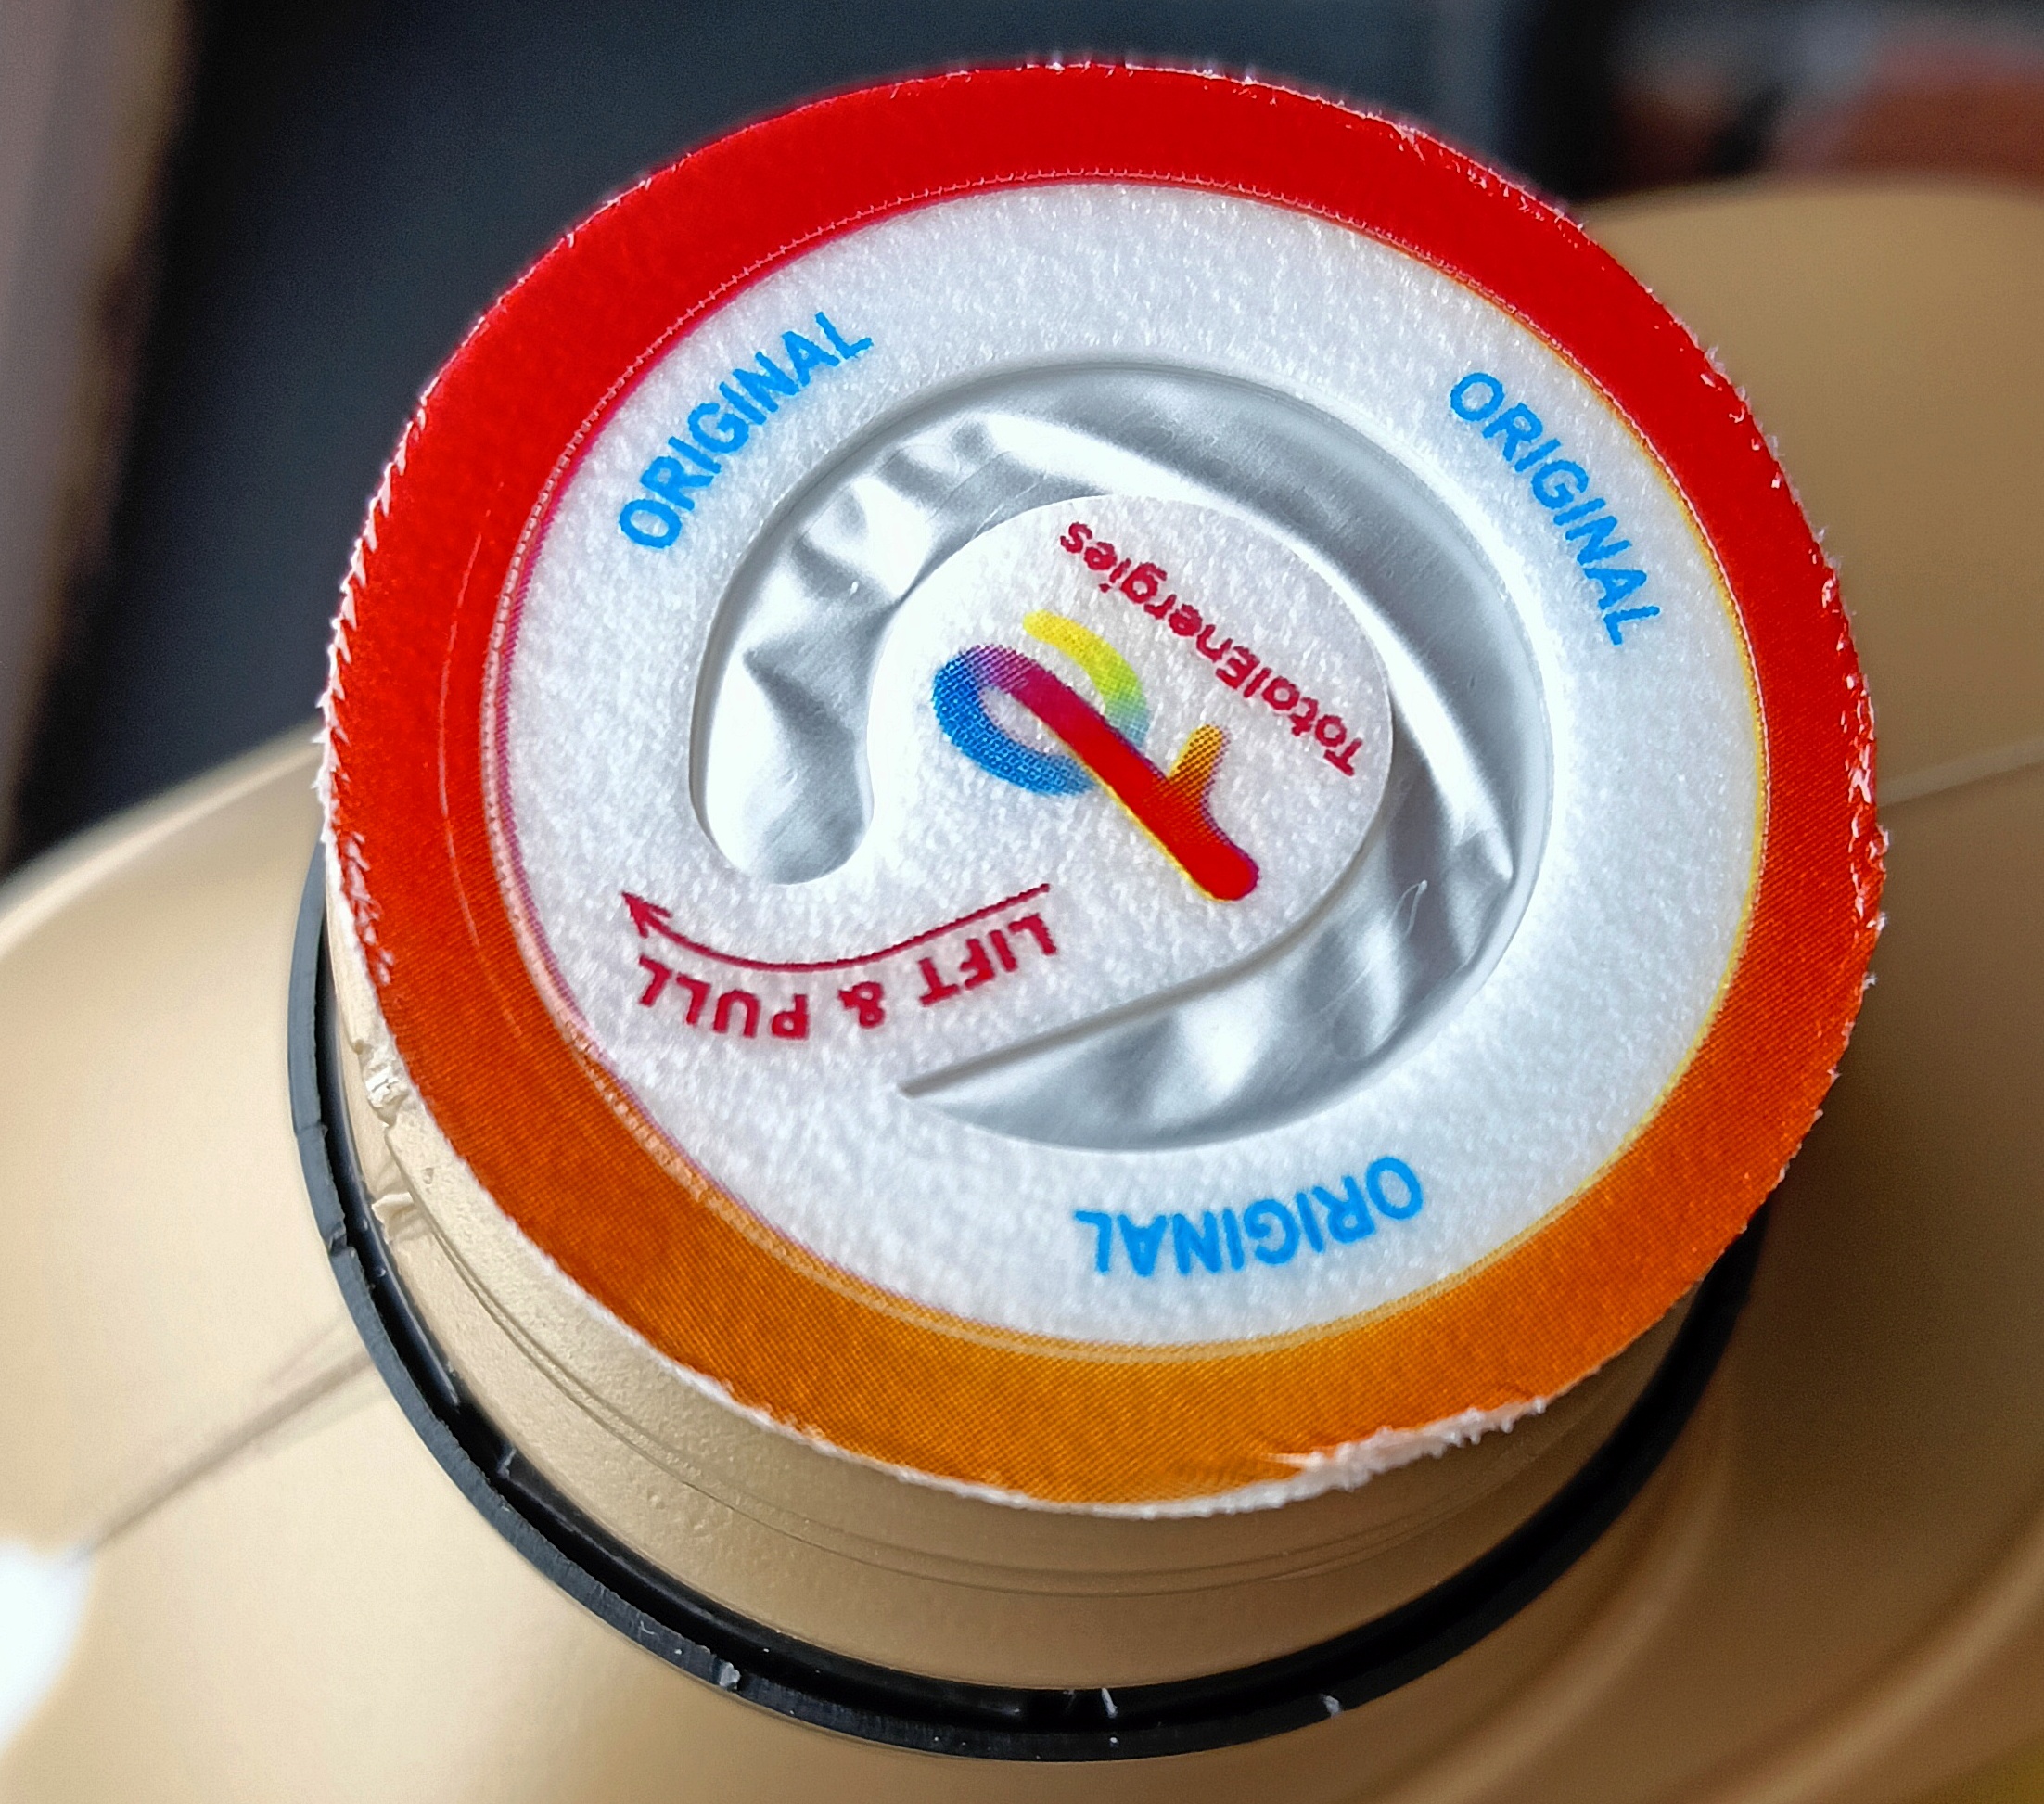 ORIGINAL
ORIGINAL
TotalEnergies
LIFT & PULL
ORIGINAL